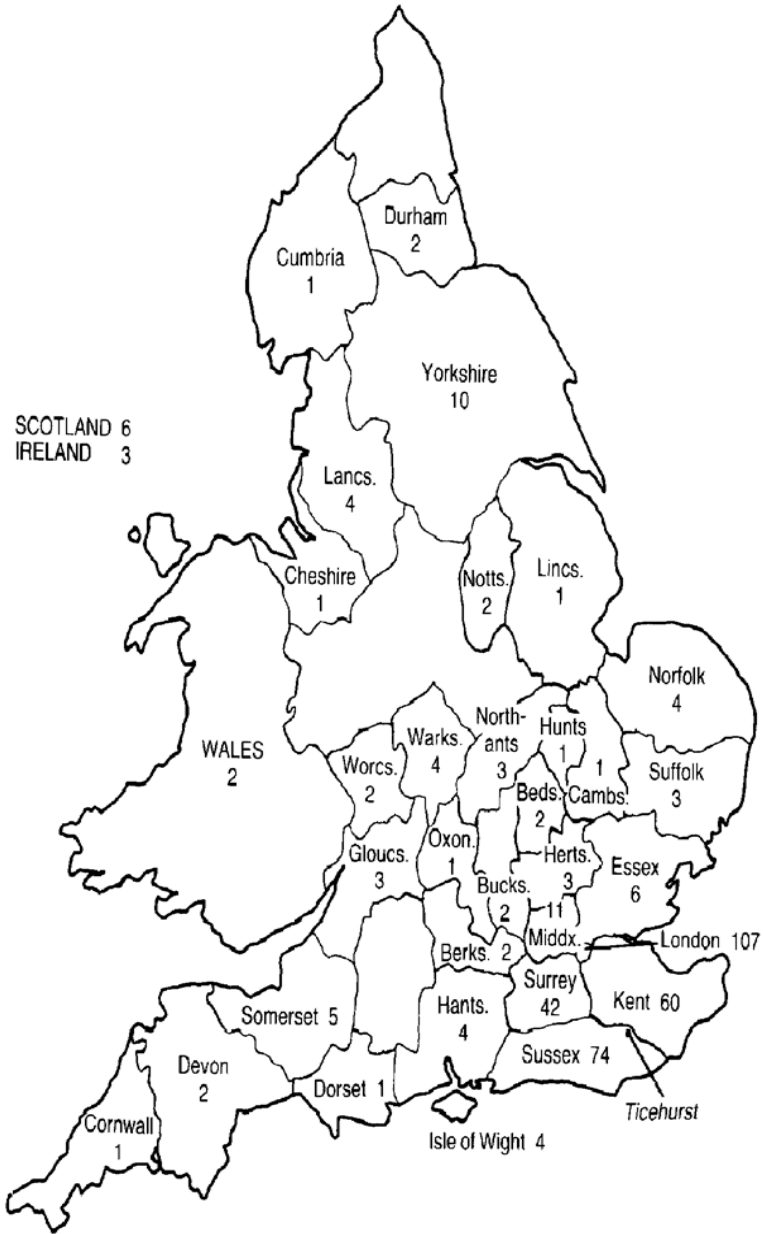 Durham
2
Cumbria
1
Yorkshire
10
SCOTLAND 6
IRELAND 3
Lancs.
4
Cheshire
1
Notts.
2
Lincs.
1
Norfolk
4
North-
ants
3
Hunts
1
1
Cambs.
WALES
2
Worcs.
2
Warks.
4
Suffolk
3
Beds.
2
Gloucs.
3
Oxon.
1
Bucks.
2
Herts.
3
Essex
6
11
Middx.
London 107
Berks. 2
Surrey
42
Kent 60
Somerset 5
Hants.
4
Sussex 74
Devon
2
Dorset 1
Ticehurst
Cornwall
1
Isle of Wight 4